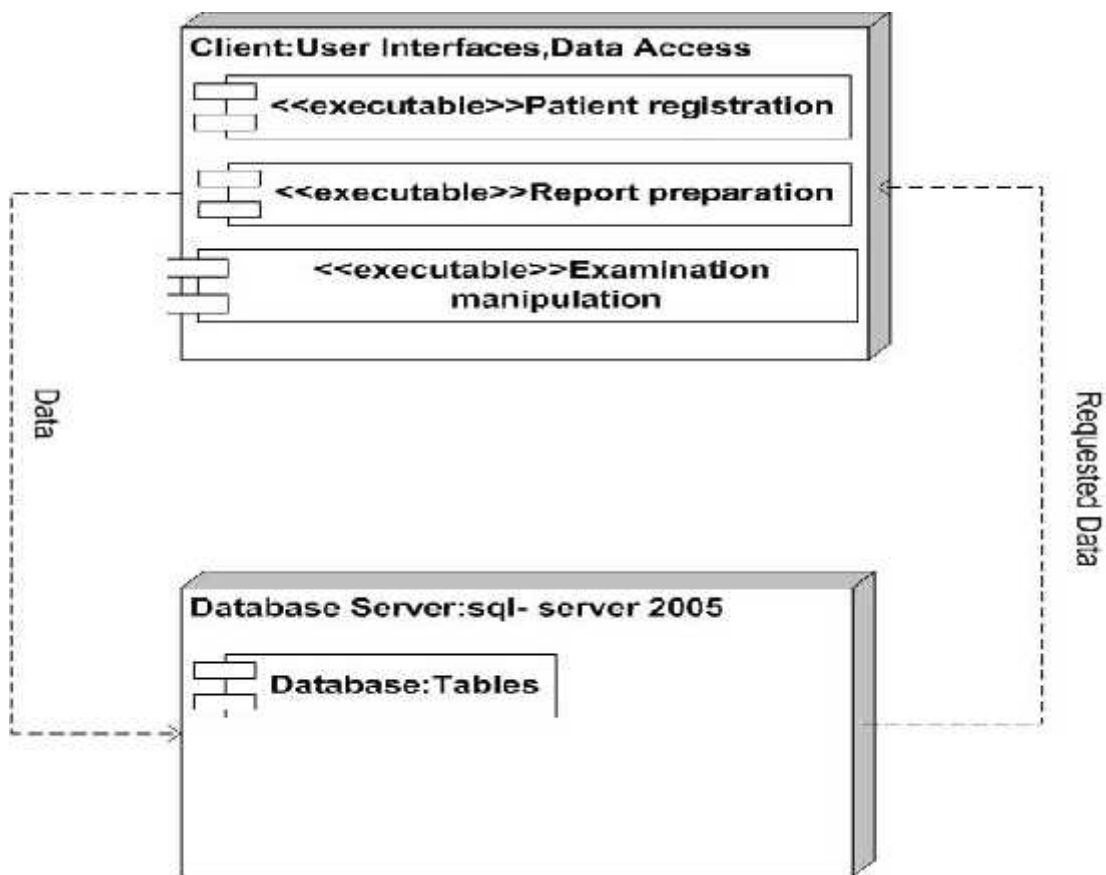 Client:User Interfaces,Data Access
<<executable>>Patient registration
<<executable>>Report preparation
<<executable>>Examination
manipulation
Data
Requested Data
Database Server:sql- server 2005
Database:Tables